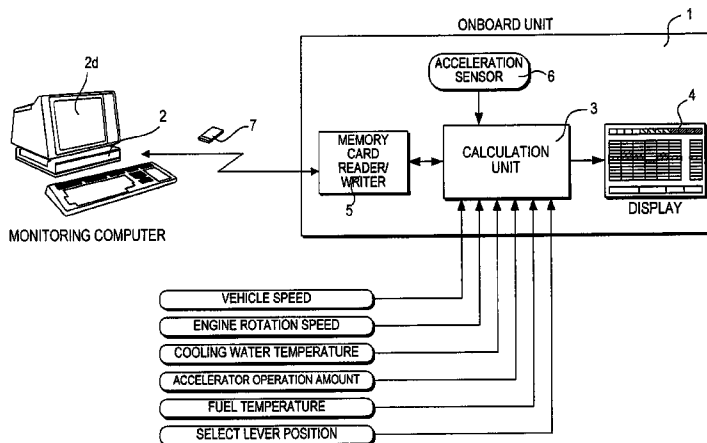 ONBOARD UNIT
1
2d
ACCELERATION
SENSOR
6
2
7
3
4
MEMORY
CARD
READER/
WRITER
5
CALCULATION
UNIT
DISPLAY
MONITORING COMPUTER
VEHICLE SPEED
ENGINE ROTATION SPEED
COOLING WATER TEMPERATURE
ACCELERATOR OPERATION AMOUNT
FUEL TEMPERATURE
SELECT LEVER POSITION